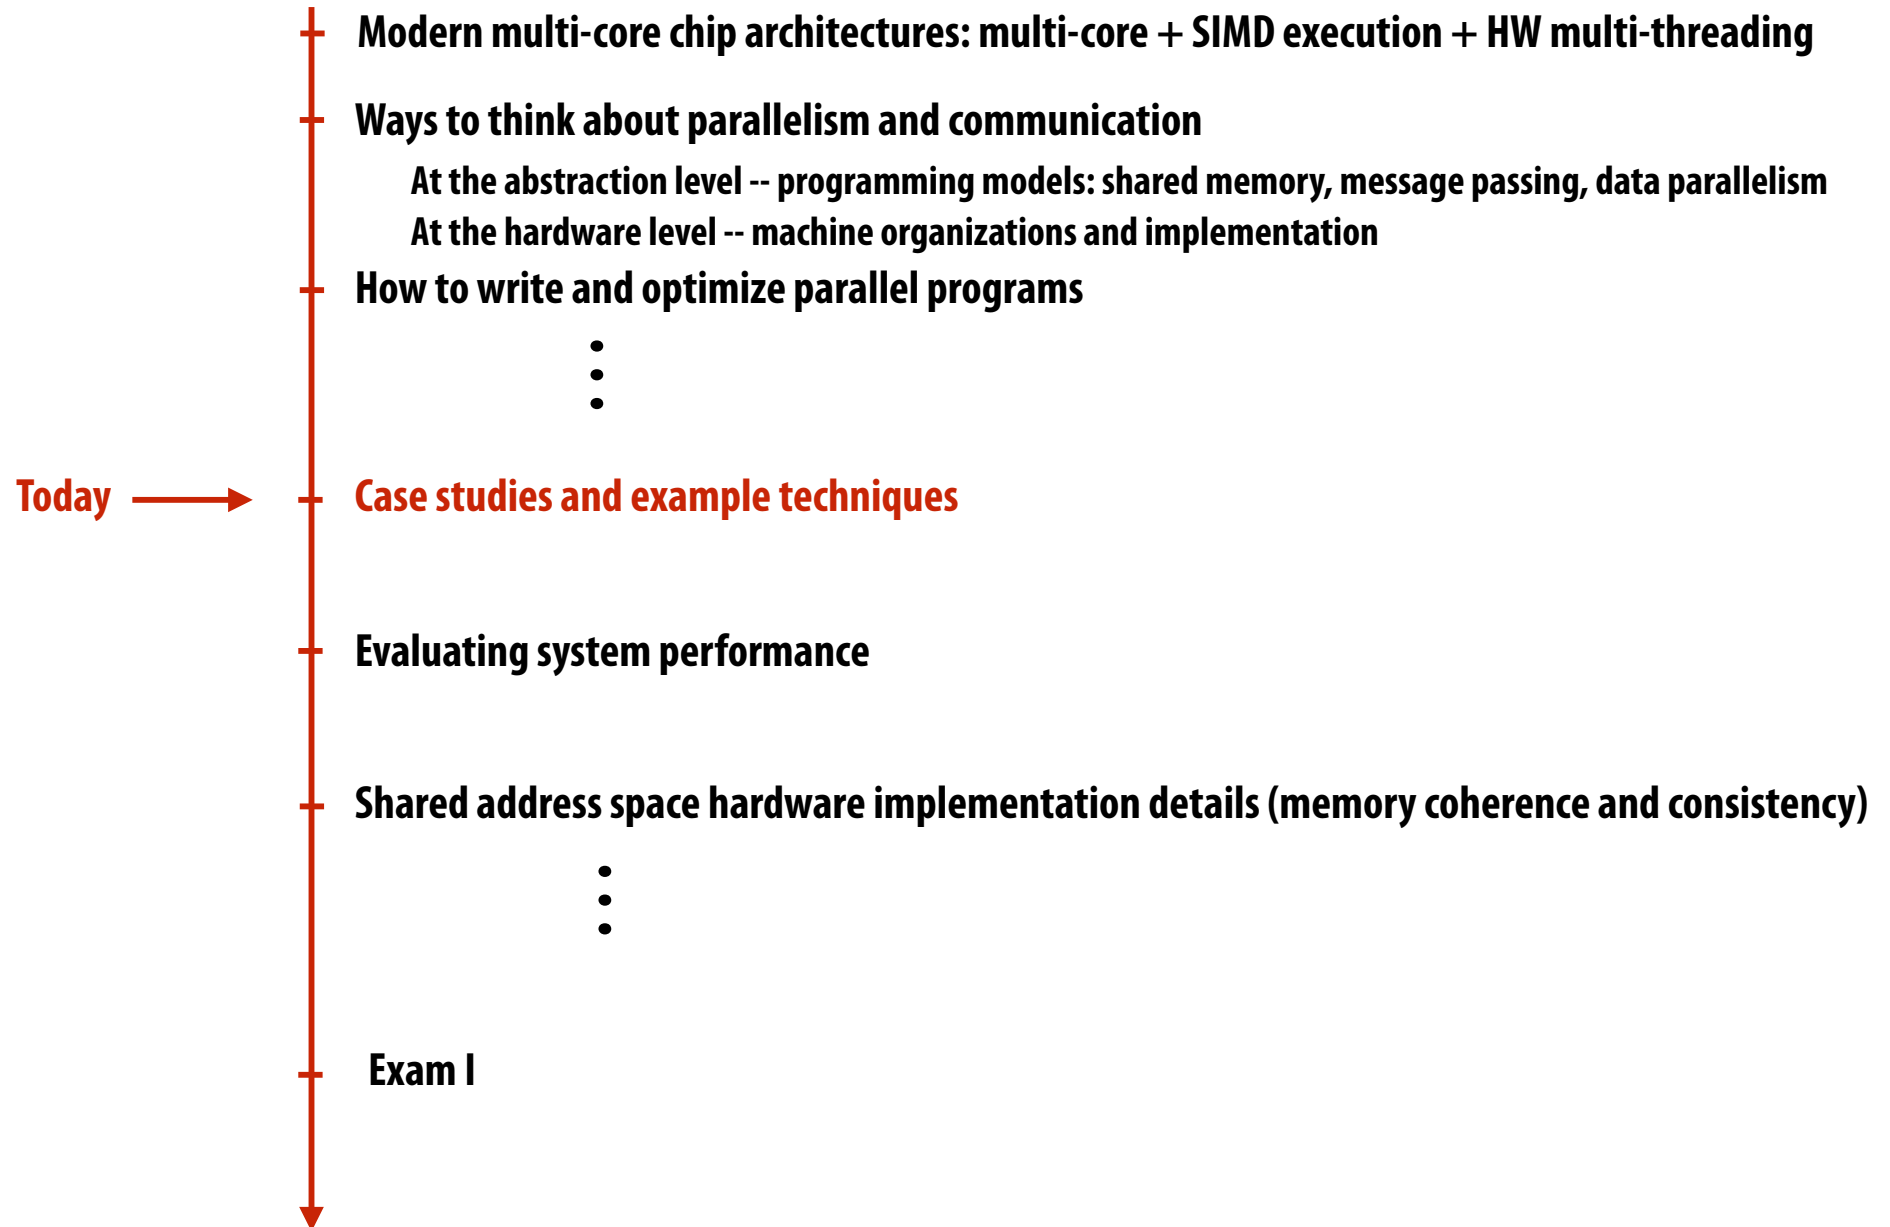 Modern multi-core chip architectures: multi-core + SIMD execution + HW multi-threading
Ways to think about parallelism and communication
At the abstraction level -- programming models: shared memory, message passing, data parallelism
At the hardware level -- machine organizations and implementation
How to write and optimize parallel programs
Today
Case studies and example techniques
Evaluating system performance
Shared address space hardware implementation details (memory coherence and consistency)
Exam I